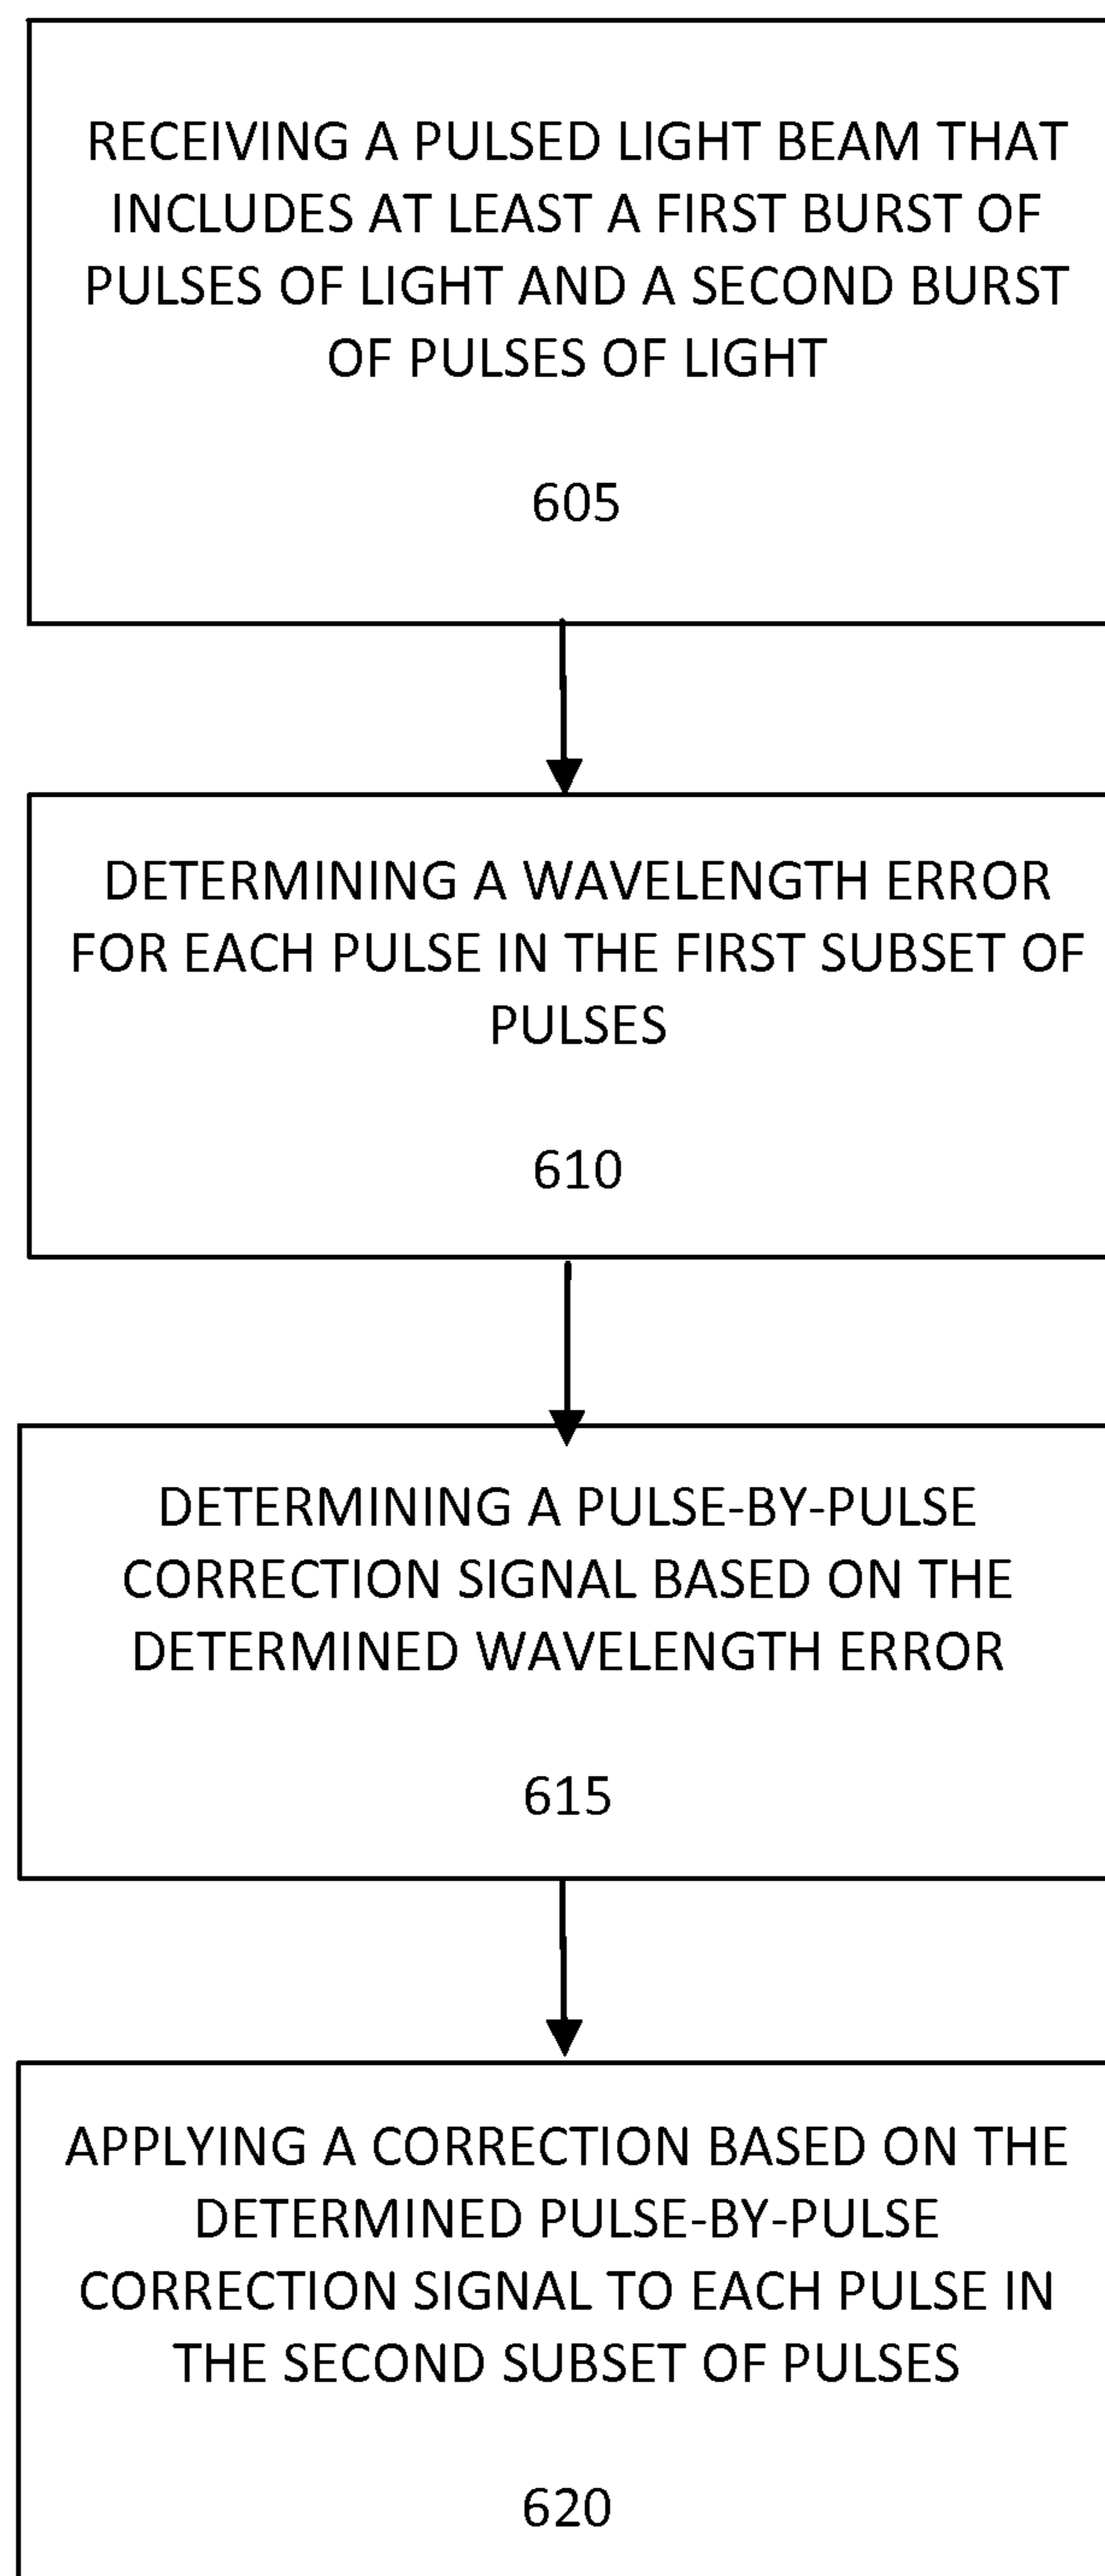 RECEIVING A PULSED LIGHT BEAM THAT
INCLUDES AT LEAST A FIRST BURST OF
PULSES OF LIGHT AND A SECOND BURST
OF PULSES OF LIGHT
605
DETERMINING A WAVELENGTH ERROR
FOR EACH PULSE IN THE FIRST SUBSET OF
PULSES
610
DETERMINING A PULSE-BY-PULSE
CORRECTION SIGNAL BASED ON THE
DETERMINED WAVELENGTH ERROR
615
APPLYING A CORRECTION BASED ON THE
DETERMINED PULSE-BY-PULSE
CORRECTION SIGNAL TO EACH PULSE IN
THE SECOND SUBSET OF PULSES
620